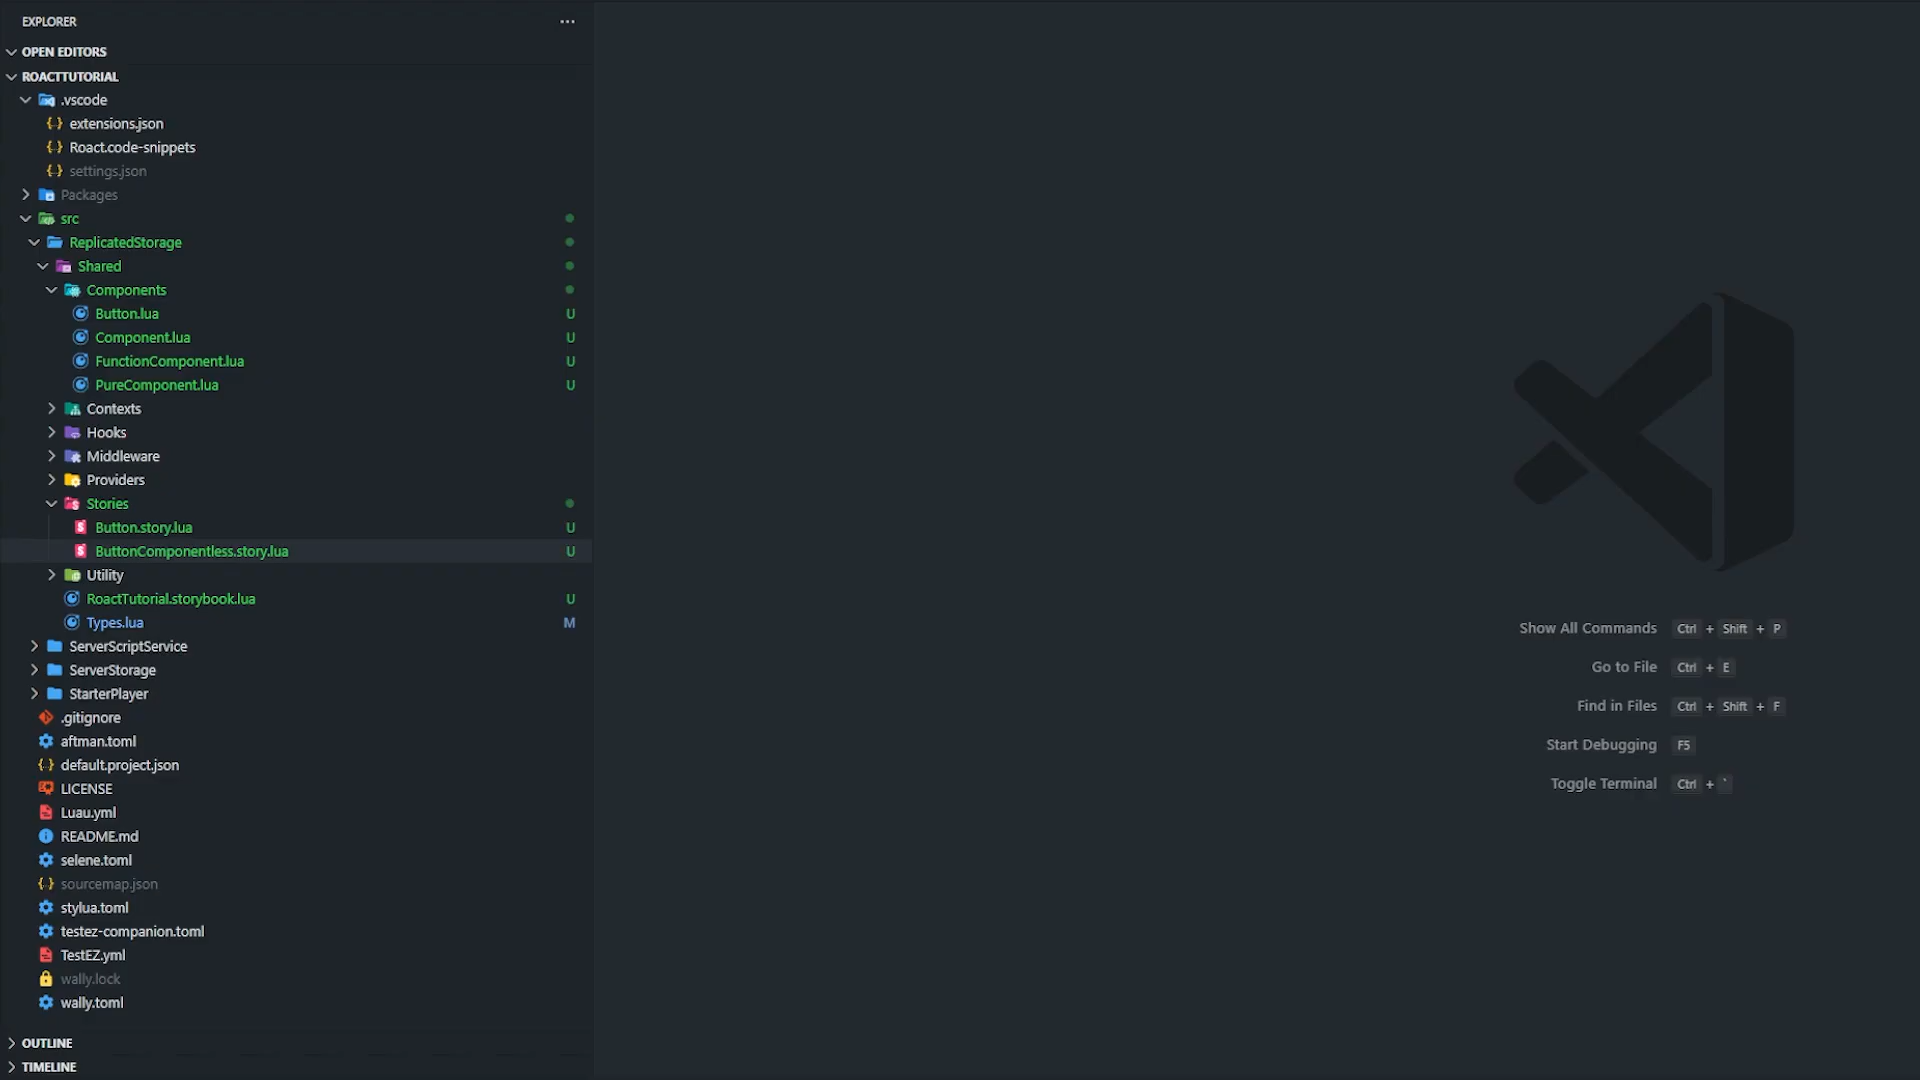 EXPLORER
OPEN EDITORS
ROACTTUTORIAL
.vscode
extensions.json
Roact.code-snippets
settings.json
Packages
src
ReplicatedStorage
Shared
Components
Button.lua U
Component.lua U
FunctionComponent.lua U
PureComponent.lua U
Contexts
Hooks
Middleware
Providers
Stories
Button.story.lua U
ButtonComponentless.story.lua U
Utility
RoactTutorial.storybook.lua U
Types.lua M
ServerScriptService
ServerStorage
StarterPlayer
.gitignore
aftman.toml
default.project.json
LICENSE
Luau.yml
README.md
selene.toml
sourcemap.json
stylua.toml
testez-companion.toml
TestEZ.yml
wally.lock
wally.toml
OUTLINE
TIMELINE
Show All Commands Ctrl + Shift + P
Go to File Ctrl + E
Find in Files Ctrl + Shift + F
Start Debugging F5
Toggle Terminal Ctrl + `